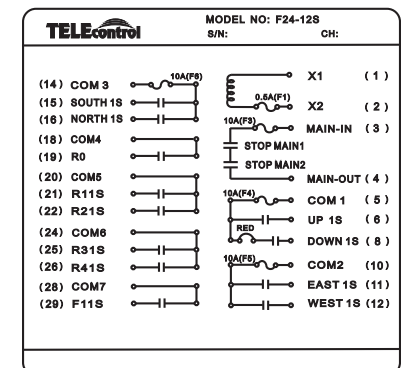 TELEcontrol
MODEL NO: F24-12S
S/N: CH:
(14) COM 3 10A(F6)
(15) SOUTH 1S
(16) NORTH 1S
(18) COM4
(19) R0
(20) COM5
(21) R11S
(22) R21S
(24) COM6
(25) R31S
(26) R41S
(28) COM7
(29) F11S
X1 (1)
0.5A(F1) X2 (2)
10A(F3) MAIN-IN (3)
STOP MAIN1
STOP MAIN2
MAIN-OUT (4)
10A(F4) COM 1 (5)
UP 1S (6)
RED DOWN 1S (8)
10A(F5) COM2 (10)
EAST 1S (11)
WEST 1S (12)